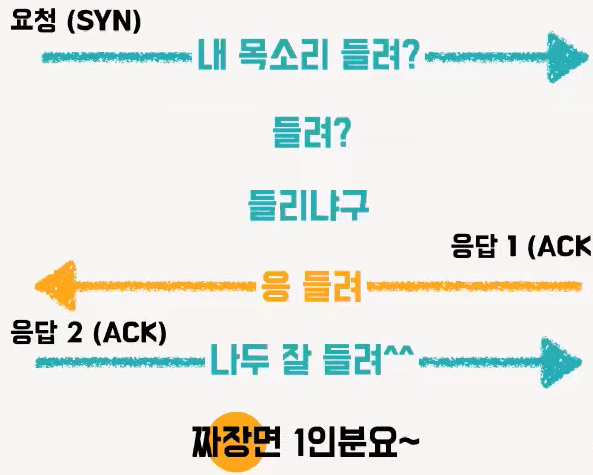 요청 (SYN)
내 목소리 들려?
들려?
들리냐구
응답 1 (ACK
응 들려
응답 2 (ACK)
나두 잘 들려^^
짜장면 1인분요~